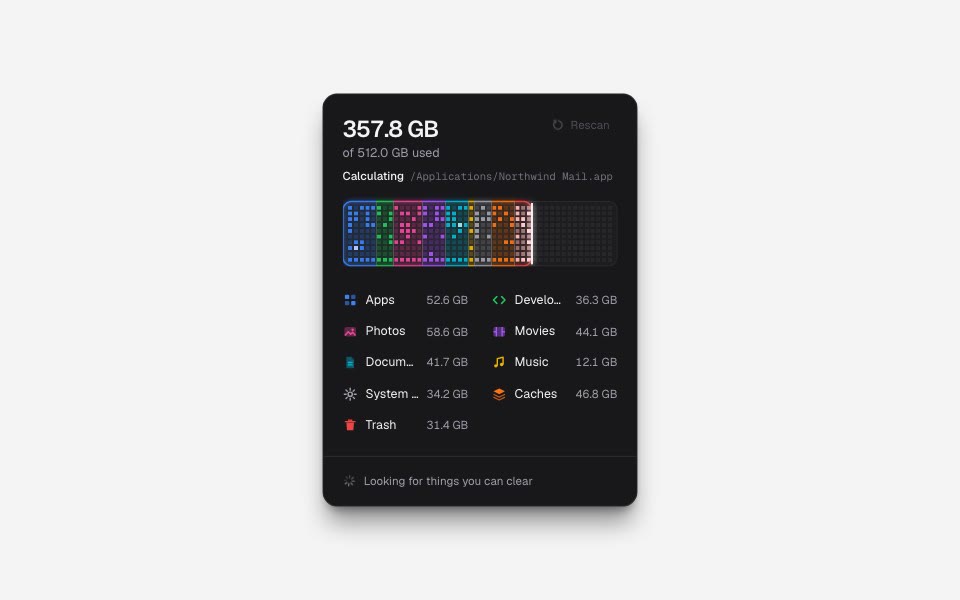 357.8 GB
Rescan
of 512.0 GB used
Calculating /Applications/Northwind Mail.app
Apps 52.6 GB
Develo... 36.3 GB
Photos 58.6 GB
Movies 44.1 GB
Docum... 41.7 GB
Music 12.1 GB
System ... 34.2 GB
Caches 46.8 GB
Trash 31.4 GB
Looking for things you can clear